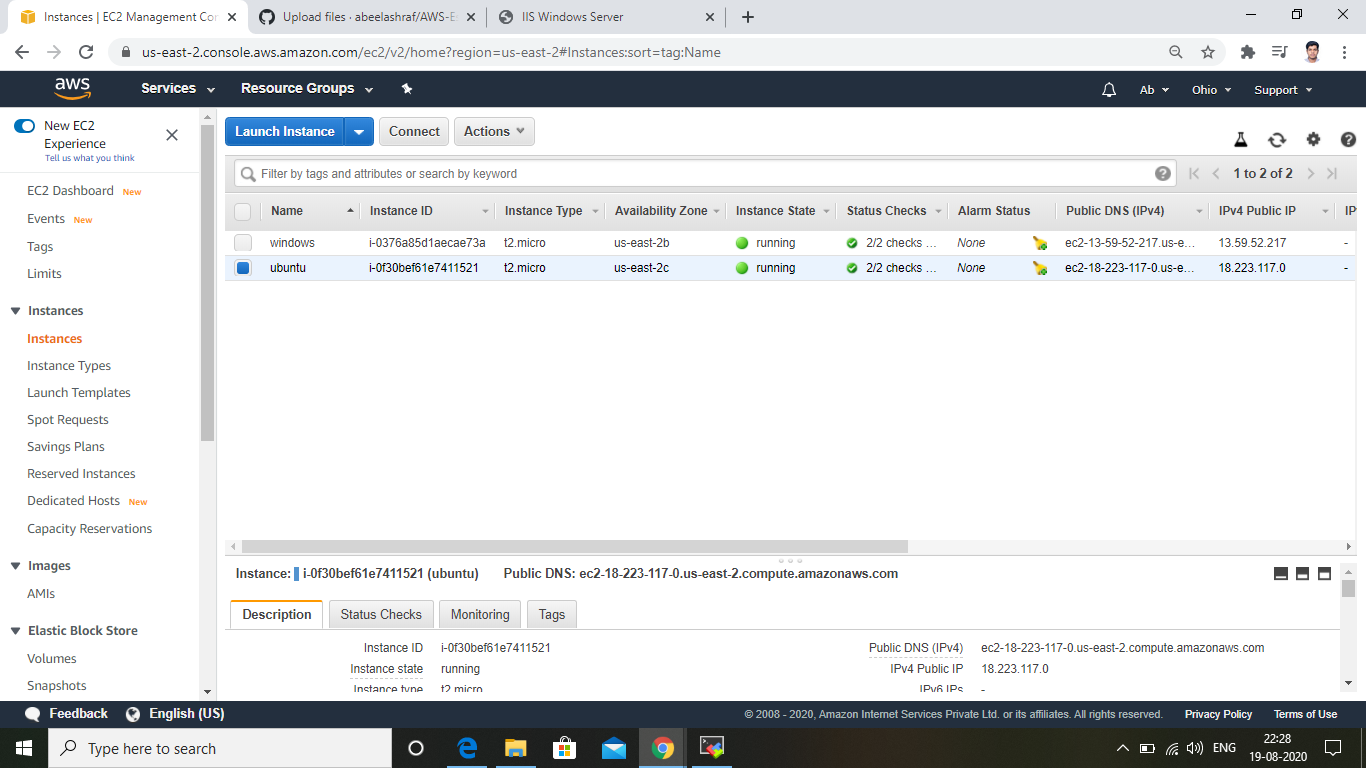 Instances | EC2 Management Con
Upload files · abeelashraf/AWS-Es
IIS Windows Server
us-east-2.console.aws.amazon.com/ec2/v2/home?region=us-east-2#Instances:sort=tag:Name
aws
Services
Resource Groups
Ab
Ohio
Support
New EC2
Experience
Tell us what you think
EC2 Dashboard New
Events New
Tags
Limits
Instances
Instances
Instance Types
Launch Templates
Spot Requests
Savings Plans
Reserved Instances
Dedicated Hosts New
Capacity Reservations
Images
AMIs
Elastic Block Store
Volumes
Snapshots
Launch Instance
Connect
Actions
Filter by tags and attributes or search by keyword
1 to 2 of 2
Name Instance ID Instance Type Availability Zone Instance State Status Checks Alarm Status Public DNS (IPv4) IPv4 Public IP IP
windows i-0376a85d1aecae73a t2.micro us-east-2b running 2/2 checks ... None ec2-13-59-52-217.us-e... 13.59.52.217 -
ubuntu i-0f30bef61e7411521 t2.micro us-east-2c running 2/2 checks ... None ec2-18-223-117-0.us-e... 18.223.117.0 -
Instance: i-0f30bef61e7411521 (ubuntu) Public DNS: ec2-18-223-117-0.us-east-2.compute.amazonaws.com
Description Status Checks Monitoring Tags
Instance ID i-0f30bef61e7411521 Public DNS (IPv4) ec2-18-223-117-0.us-east-2.compute.amazonaws.com
Instance state running IPv4 Public IP 18.223.117.0
Instance type t2.micro IPv6 IPs -
Feedback English (US) © 2008 - 2020, Amazon Internet Services Private Ltd. or its affiliates. All rights reserved. Privacy Policy Terms of Use
Type here to search
ENG
22:28
19-08-2020